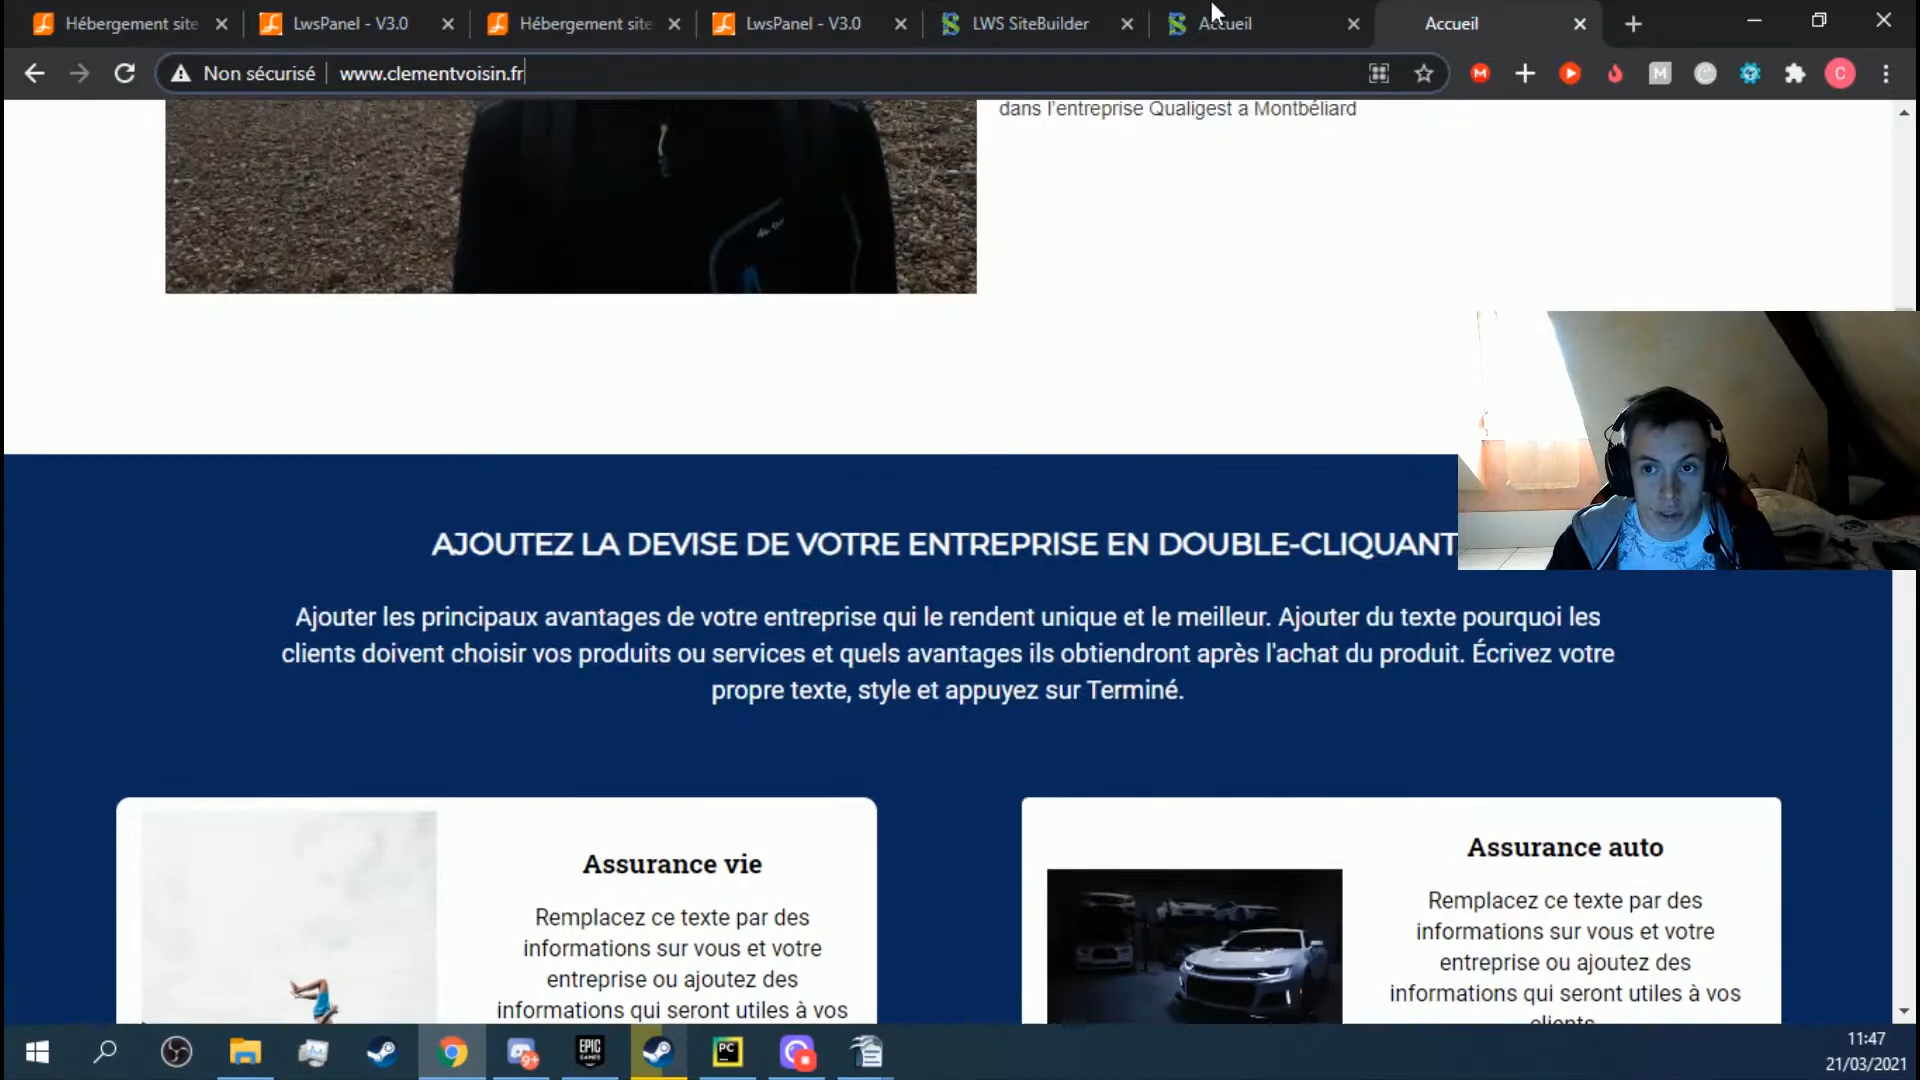 Hébergement site
LwsPanel - V3.0
Hébergement site
LwsPanel - V3.0
LWS SiteBuilder
Accueil
Accueil
Non sécurisé
www.clementvoisin.fr
dans l'entreprise Qualigest a Montbéliard
AJOUTEZ LA DEVISE DE VOTRE ENTREPRISE EN DOUBLE-CLIQUANT
Ajouter les principaux avantages de votre entreprise qui le rendent unique et le meilleur. Ajouter du texte pourquoi les
clients doivent choisir vos produits ou services et quels avantages ils obtiendront après l'achat du produit. Écrivez votre
propre texte, style et appuyez sur Terminé.
Assurance vie
Remplacez ce texte par des
informations sur vous et votre
entreprise ou ajoutez des
informations qui seront utiles à vos
Assurance auto
Remplacez ce texte par des
informations sur vous et votre
entreprise ou ajoutez des
informations qui seront utiles à vos
clients
EPIC
GAMES
PC
9+
11:47
21/03/2021